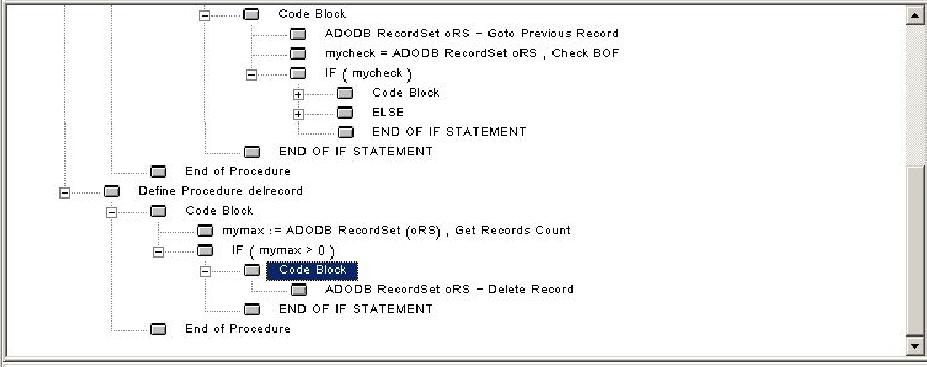 Code Block
ADODB RecordSet oRS - Goto Previous Record
mycheck = ADODB RecordSet oRS , Check BOF
IF ( mycheck )
Code Block
ELSE
END OF IF STATEMENT
END OF IF STATEMENT
End of Procedure
Define Procedure delrecord
Code Block
mymax := ADODB RecordSet (oRS) , Get Records Count
IF ( mymax > 0 )
Code Block
ADODB RecordSet oRS - Delete Record
END OF IF STATEMENT
End of Procedure